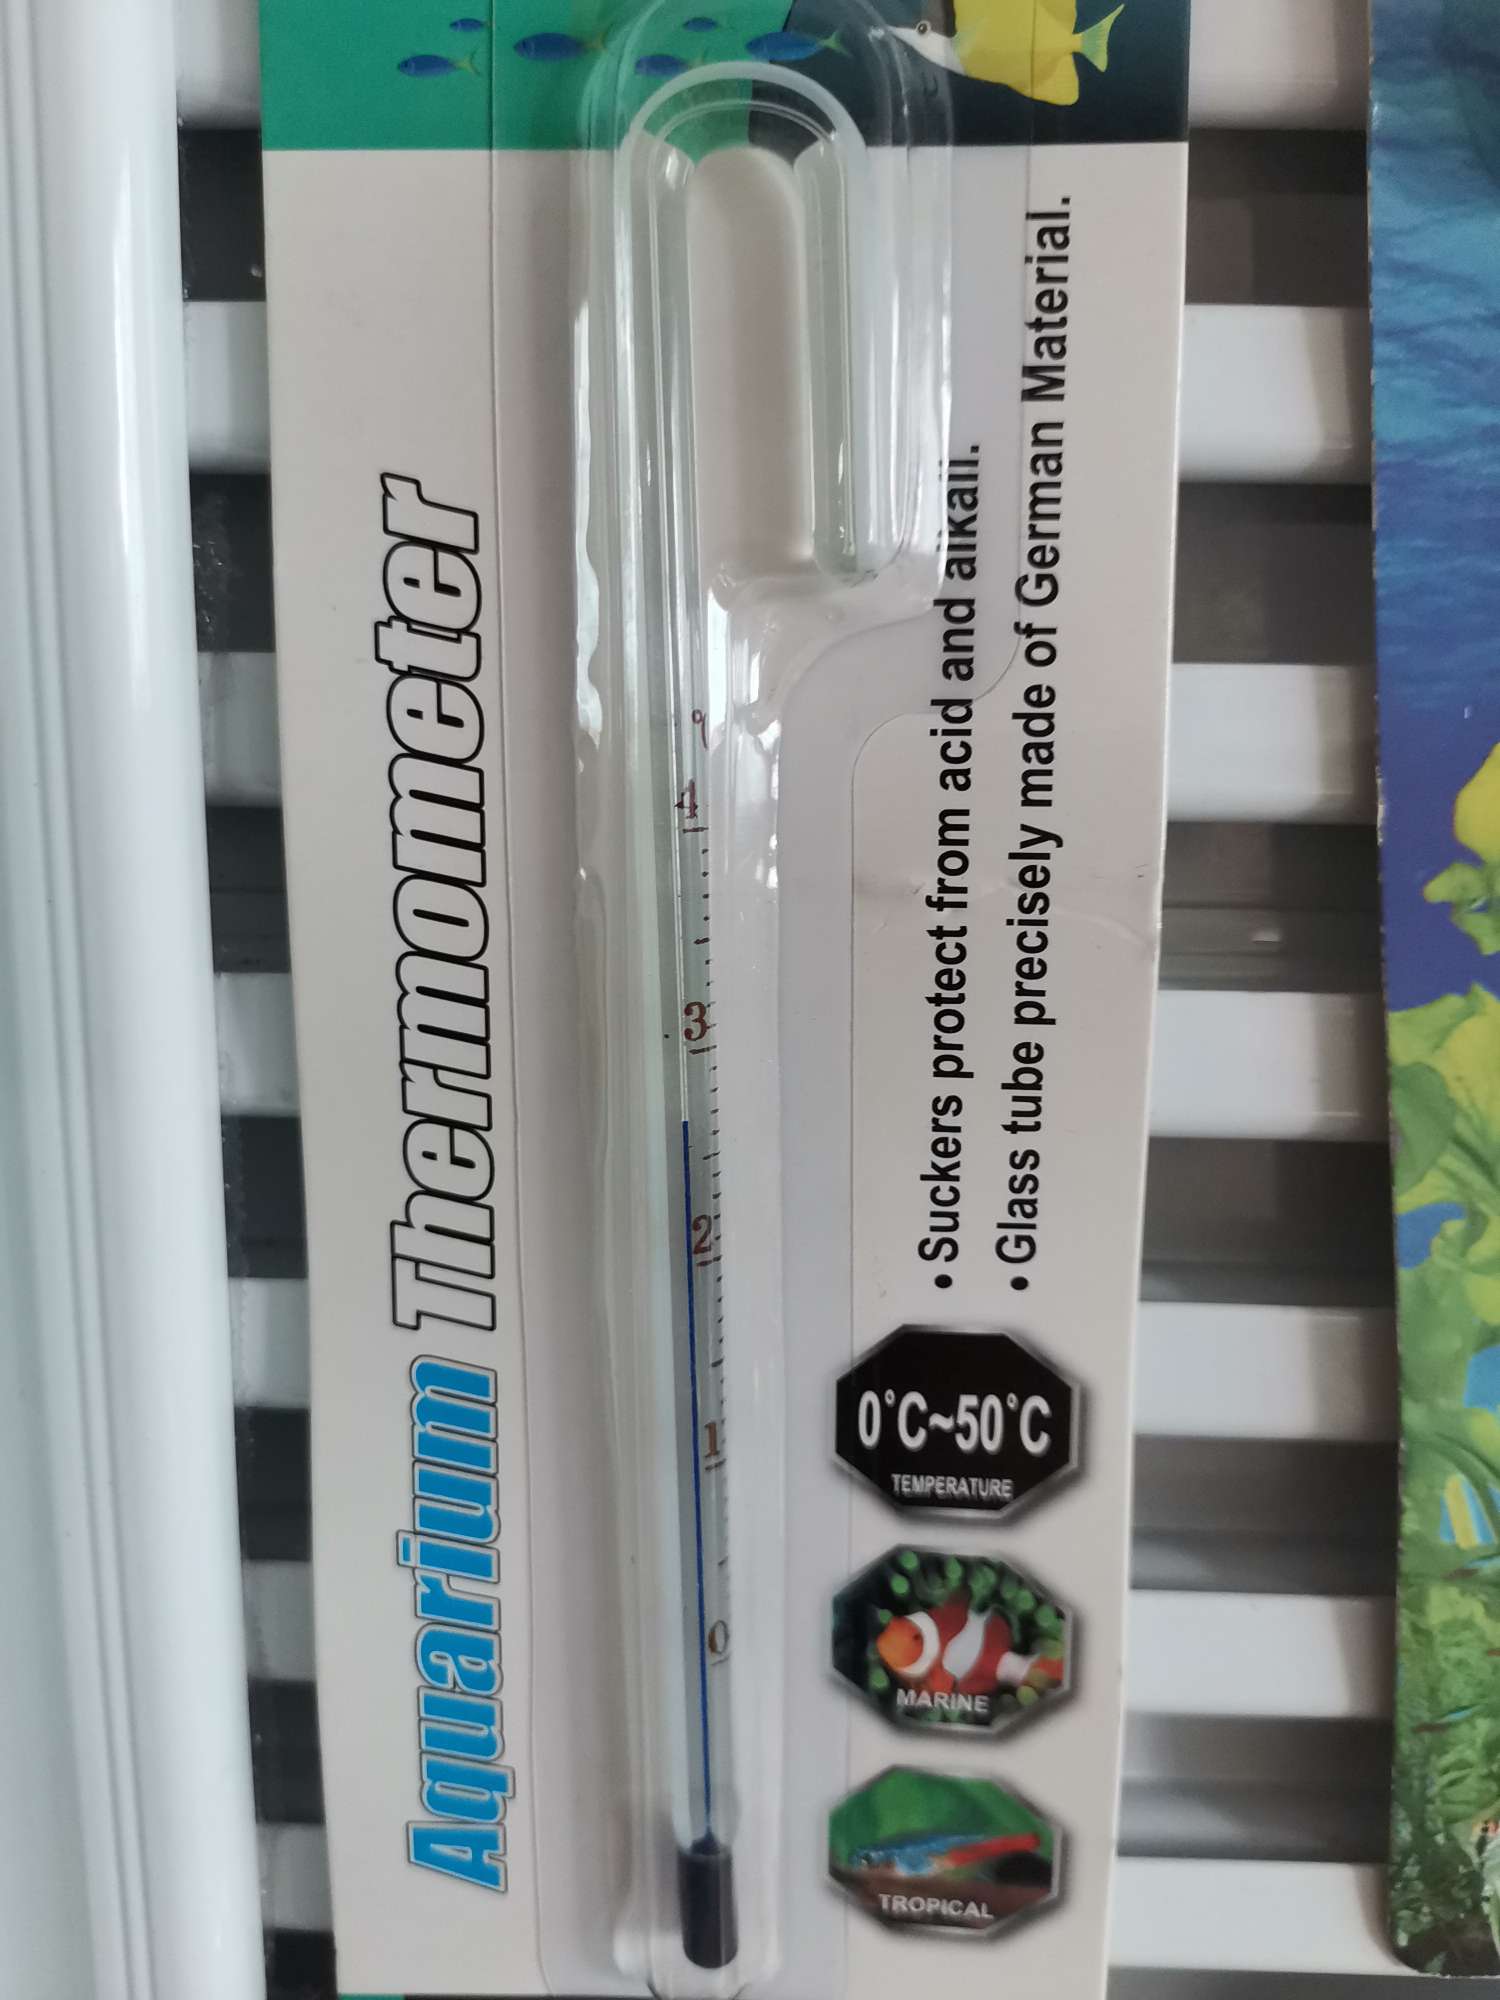 Aquarium Thermometer
• Suckers protect from acid and alkali.
• Glass tube precisely made of German Material.
0°C~50°C
TEMPERATURE
MARINE
TROPICAL
4
3
2
1
0